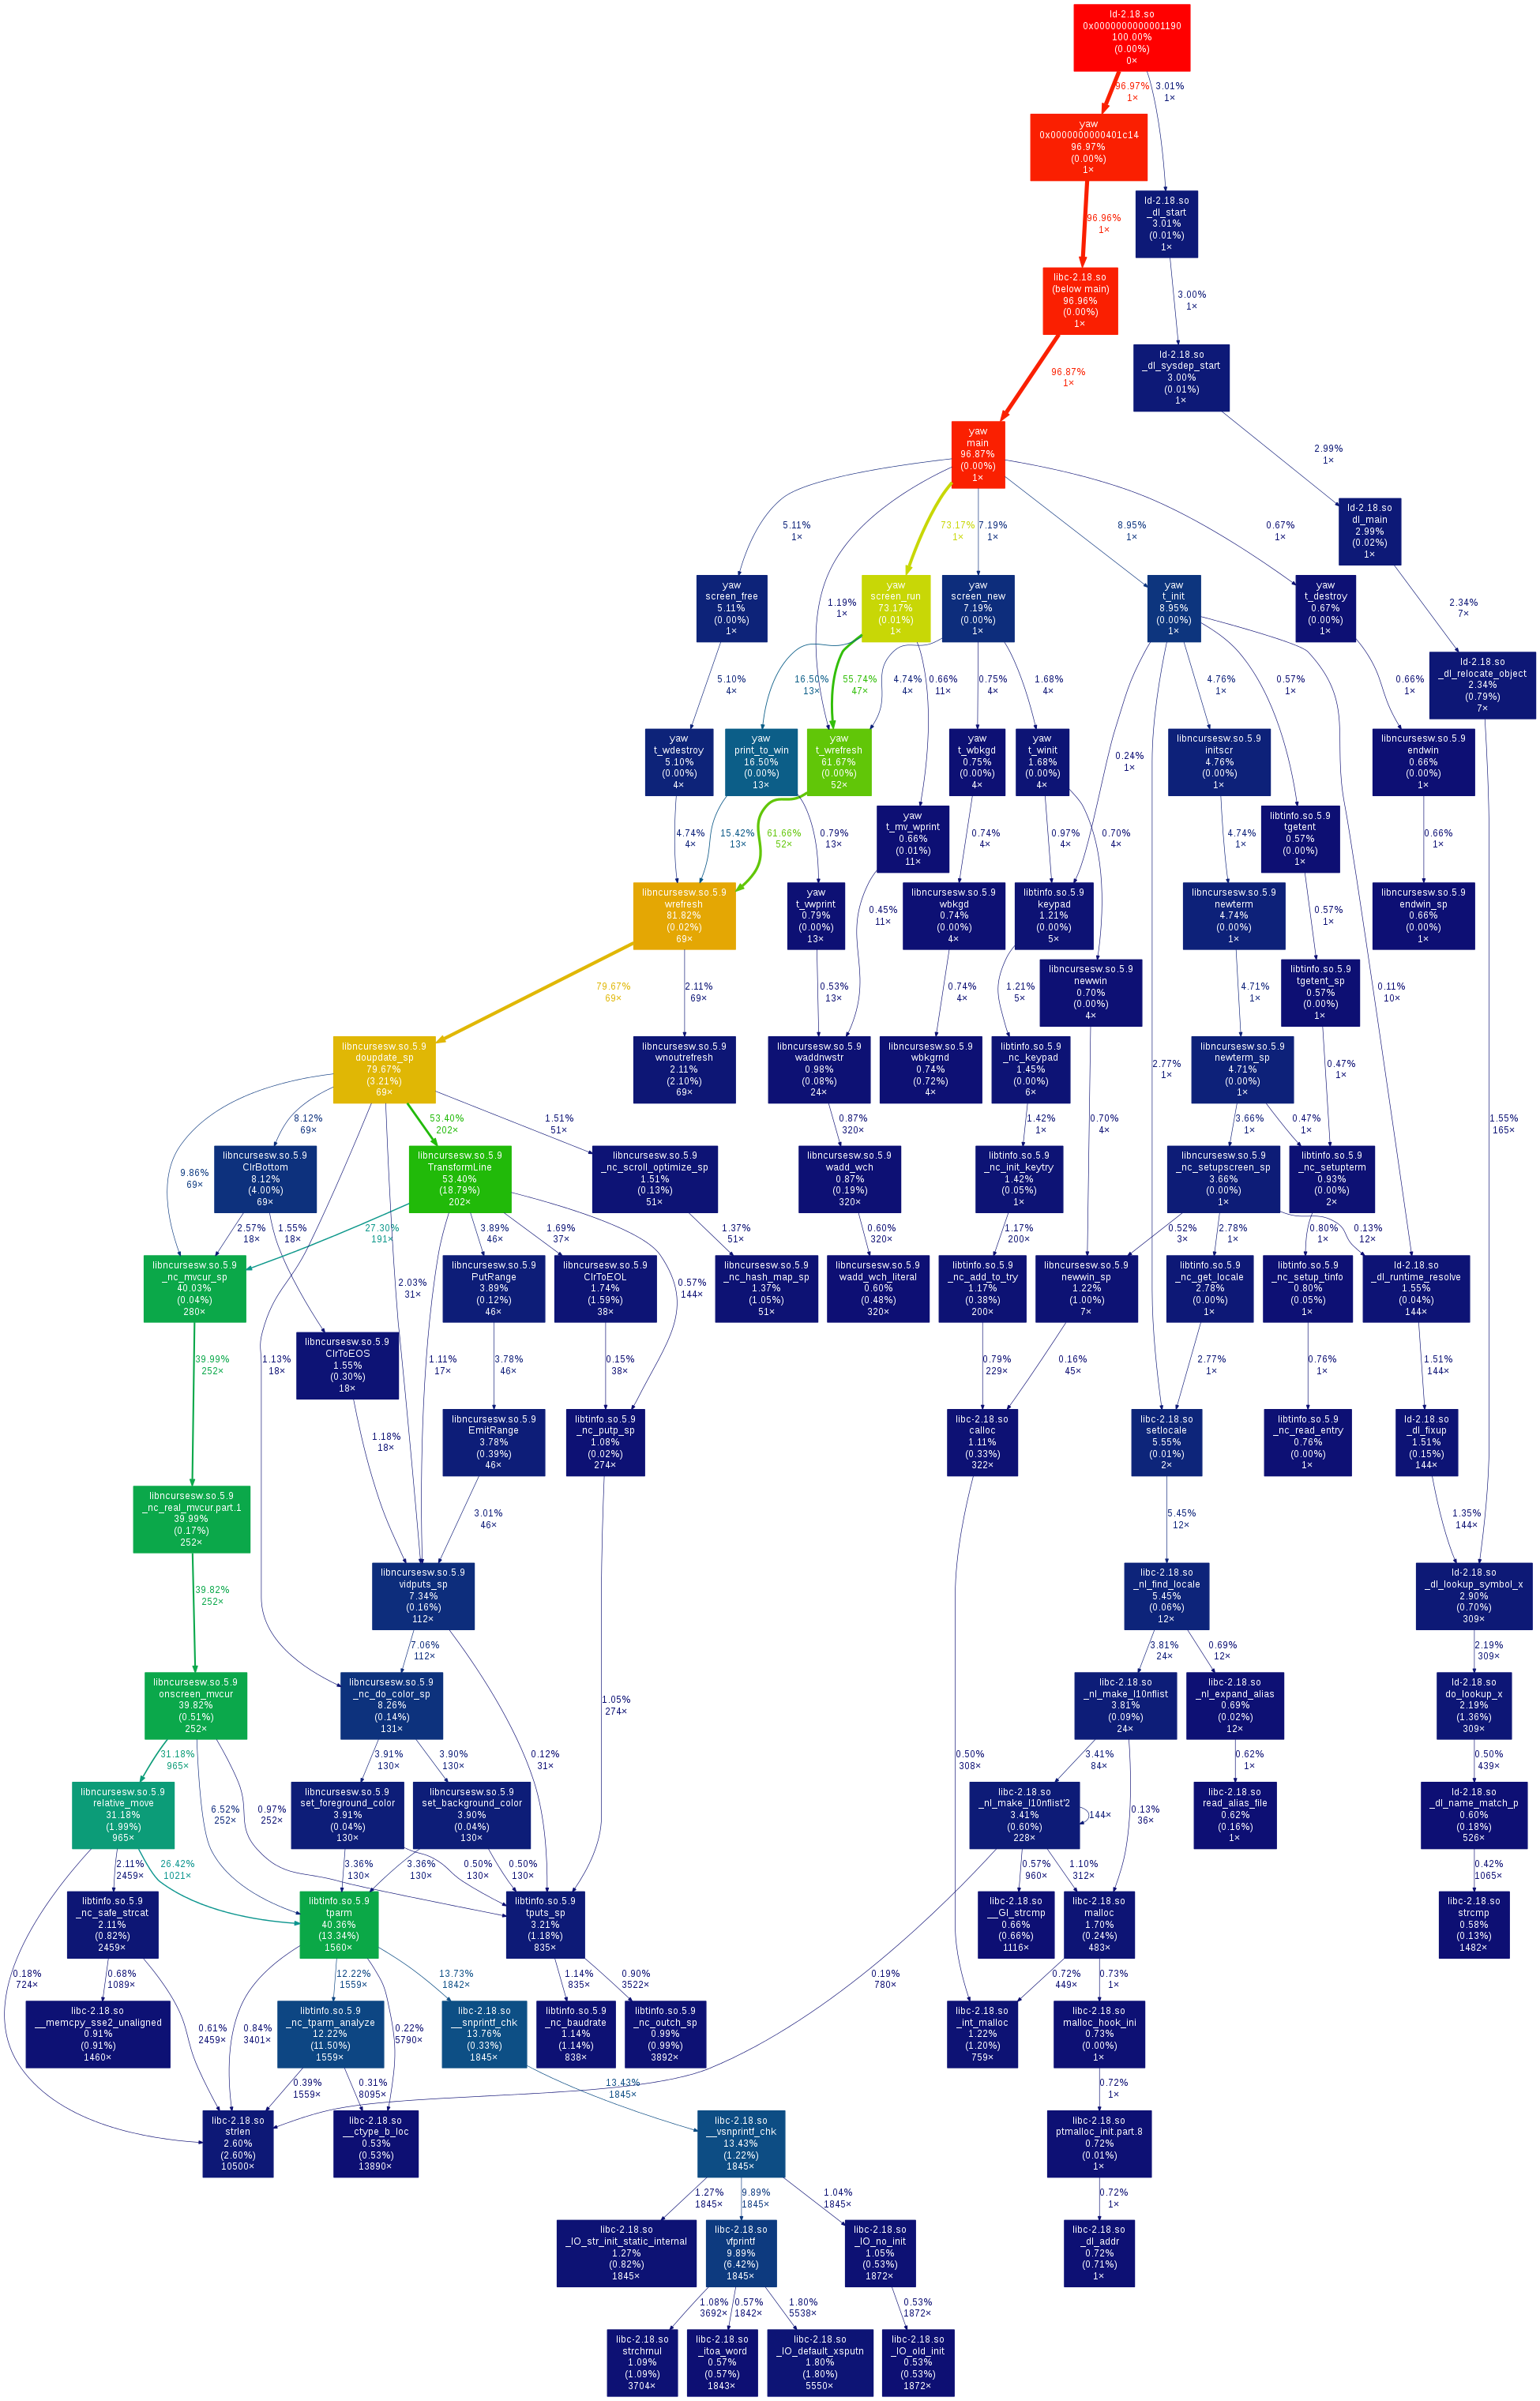 ld-2.18.so
0x0000000000001190
100.00%
(0.00%)
0×
96.97%
1×
3.01%
1×
yaw
0x0000000000401c14
96.97%
(0.00%)
1×
ld-2.18.so
_dl_start
3.01%
(0.01%)
1×
96.96%
1×
libc-2.18.so
(below main)
96.96%
(0.00%)
1×
3.00%
1×
ld-2.18.so
_dl_sysdep_start
3.00%
(0.01%)
1×
96.87%
1×
yaw
main
96.87%
(0.00%)
1×
2.99%
1×
ld-2.18.so
dl_main
2.99%
(0.02%)
1×
5.11%
1×
73.17%
1×
7.19%
1×
8.95%
1×
0.67%
1×
yaw
screen_free
5.11%
(0.00%)
1×
1.19%
1×
yaw
screen_run
73.17%
(0.01%)
1×
yaw
screen_new
7.19%
(0.00%)
1×
yaw
t_init
8.95%
(0.00%)
1×
yaw
t_destroy
0.67%
(0.00%)
1×
2.34%
7×
ld-2.18.so
_dl_relocate_object
2.34%
(0.79%)
7×
5.10%
4×
16.50%
13×
55.74%
47×
4.74%
4×
0.66%
11×
0.75%
4×
1.68%
4×
4.76%
1×
0.57%
1×
0.66%
1×
yaw
t_wdestroy
5.10%
(0.00%)
4×
yaw
print_to_win
16.50%
(0.00%)
13×
yaw
t_wrefresh
61.67%
(0.00%)
52×
yaw
t_wbkgd
0.75%
(0.00%)
4×
yaw
t_winit
1.68%
(0.00%)
4×
0.24%
1×
libncursesw.so.5.9
initscr
4.76%
(0.00%)
1×
libncursesw.so.5.9
endwin
0.66%
(0.00%)
1×
yaw
t_mv_wprint
0.66%
(0.01%)
11×
libtinfo.so.5.9
tgetent
0.57%
(0.00%)
1×
4.74%
4×
15.42%
13×
61.66%
52×
0.79%
13×
0.74%
4×
0.97%
4×
0.70%
4×
4.74%
1×
0.66%
1×
libncursesw.so.5.9
wrefresh
81.82%
(0.02%)
69×
yaw
t_vwprint
0.79%
(0.00%)
13×
0.45%
11×
libncursesw.so.5.9
wbkgd
0.74%
(0.00%)
4×
libtinfo.so.5.9
keypad
1.21%
(0.00%)
5×
libncursesw.so.5.9
newterm
4.74%
(0.00%)
1×
0.57%
1×
libncursesw.so.5.9
endwin_sp
0.66%
(0.00%)
1×
libncursesw.so.5.9
newwin
0.70%
(0.00%)
4×
libtinfo.so.5.9
tgetent_sp
0.57%
(0.00%)
1×
79.67%
69×
2.11%
69×
0.53%
13×
0.74%
4×
1.21%
5×
4.71%
1×
0.11%
10×
libncursesw.so.5.9
doupdate_sp
79.67%
(3.21%)
69×
libncursesw.so.5.9
wnoutrefresh
2.11%
(2.10%)
69×
libncursesw.so.5.9
waddnwstr
0.98%
(0.08%)
24×
libncursesw.so.5.9
wbkgrnd
0.74%
(0.72%)
4×
libtinfo.so.5.9
_nc_keypad
1.45%
(0.00%)
6×
2.77%
1×
libncursesw.so.5.9
newterm_sp
4.71%
(0.00%)
1×
0.47%
1×
1.55%
165×
8.12%
69×
53.40%
202×
1.51%
51×
0.87%
320×
1.42%
1×
0.70%
4×
3.66%
1×
0.47%
1×
9.86%
69×
libncursesw.so.5.9
ClrBottom
8.12%
(4.00%)
69×
libncursesw.so.5.9
TransformLine
53.40%
(18.79%)
202×
libncursesw.so.5.9
_nc_scroll_optimize_sp
1.51%
(0.13%)
51×
libncursesw.so.5.9
wadd_wch
0.87%
(0.19%)
320×
libtinfo.so.5.9
_nc_init_keytry
1.42%
(0.05%)
1×
libncursesw.so.5.9
_nc_setupscreen_sp
3.66%
(0.00%)
1×
libtinfo.so.5.9
_nc_setupterm
0.93%
(0.00%)
2×
2.57%
18×
1.55%
18×
27.30%
191×
3.89%
46×
1.69%
37×
1.37%
51×
0.60%
320×
1.17%
200×
0.52%
3×
2.78%
1×
0.80%
1×
0.13%
12×
libncursesw.so.5.9
_nc_mvcur_sp
40.03%
(0.04%)
280×
2.03%
31×
libncursesw.so.5.9
PutRange
3.89%
(0.12%)
46×
libncursesw.so.5.9
ClrToEOL
1.74%
(1.59%)
38×
0.57%
144×
libncursesw.so.5.9
_nc_hash_map_sp
1.37%
(1.05%)
51×
libncursesw.so.5.9
wadd_wch_literal
0.60%
(0.48%)
320×
libtinfo.so.5.9
_nc_add_to_try
1.17%
(0.38%)
200×
libncursesw.so.5.9
newwin_sp
1.22%
(1.00%)
7×
libtinfo.so.5.9
_nc_get_locale
2.78%
(0.00%)
1×
libtinfo.so.5.9
_nc_setup_tinfo
0.80%
(0.05%)
1×
ld-2.18.so
_dl_runtime_resolve
1.55%
(0.04%)
144×
39.99%
252×
1.13%
18×
libncursesw.so.5.9
ClrToEOS
1.55%
(0.30%)
18×
1.11%
17×
3.78%
46×
0.15%
38×
0.79%
229×
0.16%
45×
2.77%
1×
0.76%
1×
1.51%
144×
1.18%
18×
libncursesw.so.5.9
EmitRange
3.78%
(0.39%)
46×
libtinfo.so.5.9
_nc_putp_sp
1.08%
(0.02%)
274×
libc-2.18.so
calloc
1.11%
(0.33%)
322×
libc-2.18.so
setlocale
5.55%
(0.01%)
2×
libtinfo.so.5.9
_nc_read_entry
0.76%
(0.00%)
1×
ld-2.18.so
_dl_fixup
1.51%
(0.15%)
144×
libncursesw.so.5.9
_nc_real_mvcur.part.1
39.99%
(0.17%)
252×
3.01%
46×
5.45%
12×
1.35%
144×
39.82%
252×
libncursesw.so.5.9
vidputs_sp
7.34%
(0.16%)
112×
libc-2.18.so
_nl_find_locale
5.45%
(0.06%)
12×
ld-2.18.so
_dl_lookup_symbol_x
2.90%
(0.70%)
309×
7.06%
112×
3.81%
24×
0.69%
12×
2.19%
309×
libncursesw.so.5.9
onscreen_mvcur
39.82%
(0.51%)
252×
libncursesw.so.5.9
_nc_do_color_sp
8.26%
(0.14%)
131×
1.05%
274×
libc-2.18.so
_nl_make_l10nflist
3.81%
(0.09%)
24×
libc-2.18.so
_nl_expand_alias
0.69%
(0.02%)
12×
ld-2.18.so
do_lookup_x
2.19%
(1.36%)
309×
31.18%
965×
3.91%
130×
3.90%
130×
0.12%
31×
0.50%
308×
3.41%
84×
0.62%
1×
0.50%
439×
libncursesw.so.5.9
relative_move
31.18%
(1.99%)
965×
6.52%
252×
0.97%
252×
libncursesw.so.5.9
set_foreground_color
3.91%
(0.04%)
130×
libncursesw.so.5.9
set_background_color
3.90%
(0.04%)
130×
libc-2.18.so
_nl_make_l10nflist'2
3.41%
(0.60%)
228×
144×
0.13%
36×
libc-2.18.so
read_alias_file
0.62%
(0.16%)
1×
ld-2.18.so
_dl_name_match_p
0.60%
(0.18%)
526×
2.11%
2459×
26.42%
1021×
3.36%
130×
3.36%
130×
0.50%
130×
0.50%
130×
0.57%
960×
1.10%
312×
0.42%
1065×
libtinfo.so.5.9
_nc_safe_strcat
2.11%
(0.82%)
2459×
libtinfo.so.5.9
tparm
40.36%
(13.34%)
1560×
libtinfo.so.5.9
tputs_sp
3.21%
(1.18%)
835×
libc-2.18.so
__GI_strcmp
0.66%
(0.66%)
1116×
libc-2.18.so
malloc
1.70%
(0.24%)
483×
libc-2.18.so
strcmp
0.58%
(0.13%)
1482×
0.18%
724×
0.68%
1089×
12.22%
1559×
13.73%
1842×
1.14%
835×
0.90%
3522×
0.19%
780×
0.72%
449×
0.73%
1×
libc-2.18.so
__memcpy_sse2_unaligned
0.91%
(0.91%)
1460×
0.61%
2459×
0.84%
3401×
libtinfo.so.5.9
_nc_tparm_analyze
12.22%
(11.50%)
1559×
0.22%
5790×
libc-2.18.so
__snprintf_chk
13.76%
(0.33%)
1845×
libtinfo.so.5.9
_nc_baudrate
1.14%
(1.14%)
838×
libtinfo.so.5.9
_nc_outch_sp
0.99%
(0.99%)
3892×
libc-2.18.so
_int_malloc
1.22%
(1.20%)
759×
libc-2.18.so
malloc_hook_ini
0.73%
(0.00%)
1×
0.39%
1559×
0.31%
8095×
13.43%
1845×
0.72%
1×
libc-2.18.so
strlen
2.60%
(2.60%)
10500×
libc-2.18.so
__ctype_b_loc
0.53%
(0.53%)
13890×
libc-2.18.so
__vsnprintf_chk
13.43%
(1.22%)
1845×
libc-2.18.so
ptmalloc_init.part.8
0.72%
(0.01%)
1×
1.27%
1845×
9.89%
1845×
1.04%
1845×
0.72%
1×
libc-2.18.so
_IO_str_init_static_internal
1.27%
(0.82%)
1845×
libc-2.18.so
vfprintf
9.89%
(6.42%)
1845×
libc-2.18.so
_IO_no_init
1.05%
(0.53%)
1872×
libc-2.18.so
_dl_addr
0.72%
(0.71%)
1×
1.08%
3692×
0.57%
1842×
1.80%
5538×
0.53%
1872×
libc-2.18.so
strchrnul
1.09%
(1.09%)
3704×
libc-2.18.so
_itoa_word
0.57%
(0.57%)
1843×
libc-2.18.so
_IO_default_xsputn
1.80%
(1.80%)
5550×
libc-2.18.so
_IO_old_init
0.53%
(0.53%)
1872×